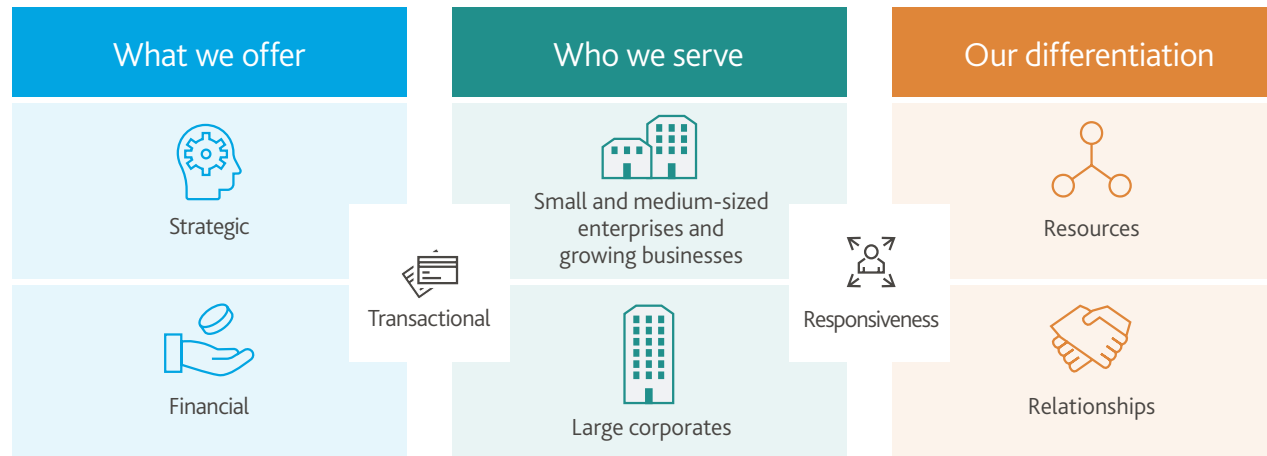 What we offer
Who we serve
Our differentiation
Strategic
Financial
Transactional
Small and medium-sized
enterprises and
growing businesses
Large corporates
Responsiveness
Resources
Relationships